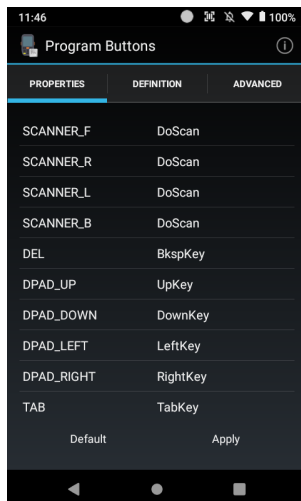 11:46 100%
Program Buttons
PROPERTIES DEFINITION ADVANCED
SCANNER_F DoScan
SCANNER_R DoScan
SCANNER_L DoScan
SCANNER_B DoScan
DEL BkspKey
DPAD_UP UpKey
DPAD_DOWN DownKey
DPAD_LEFT LeftKey
DPAD_RIGHT RightKey
TAB TabKey
Default Apply